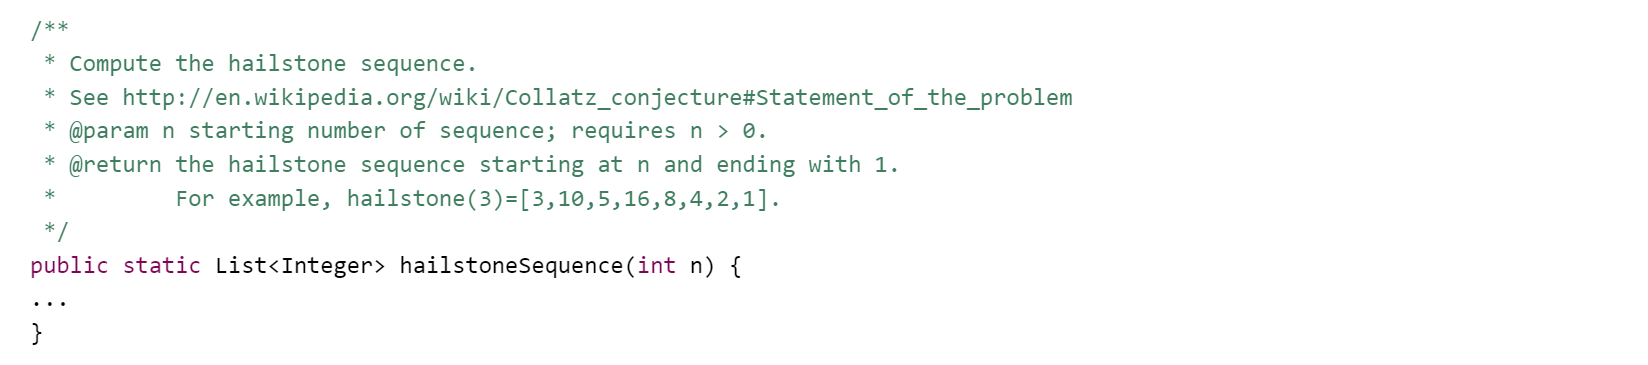 /**
 * Compute the hailstone sequence.
 * See http://en.wikipedia.org/wiki/Collatz_conjecture#Statement_of_the_problem
 * @param n starting number of sequence; requires n > 0.
 * @return the hailstone sequence starting at n and ending with 1.
 *         For example, hailstone(3)=[3,10,5,16,8,4,2,1].
 */
public static List<Integer> hailstoneSequence(int n) {
...
}